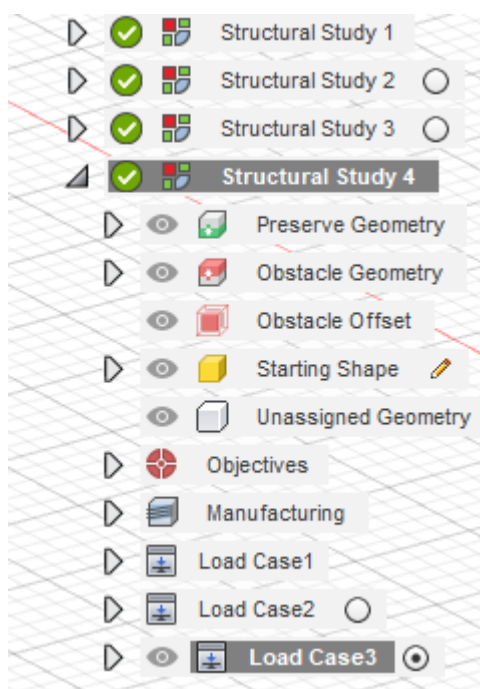 Structural Study 1
Structural Study 2
Structural Study 3
Structural Study 4
Preserve Geometry
Obstacle Geometry
Obstacle Offset
Starting Shape
Unassigned Geometry
Objectives
Manufacturing
Load Case1
Load Case2
Load Case3